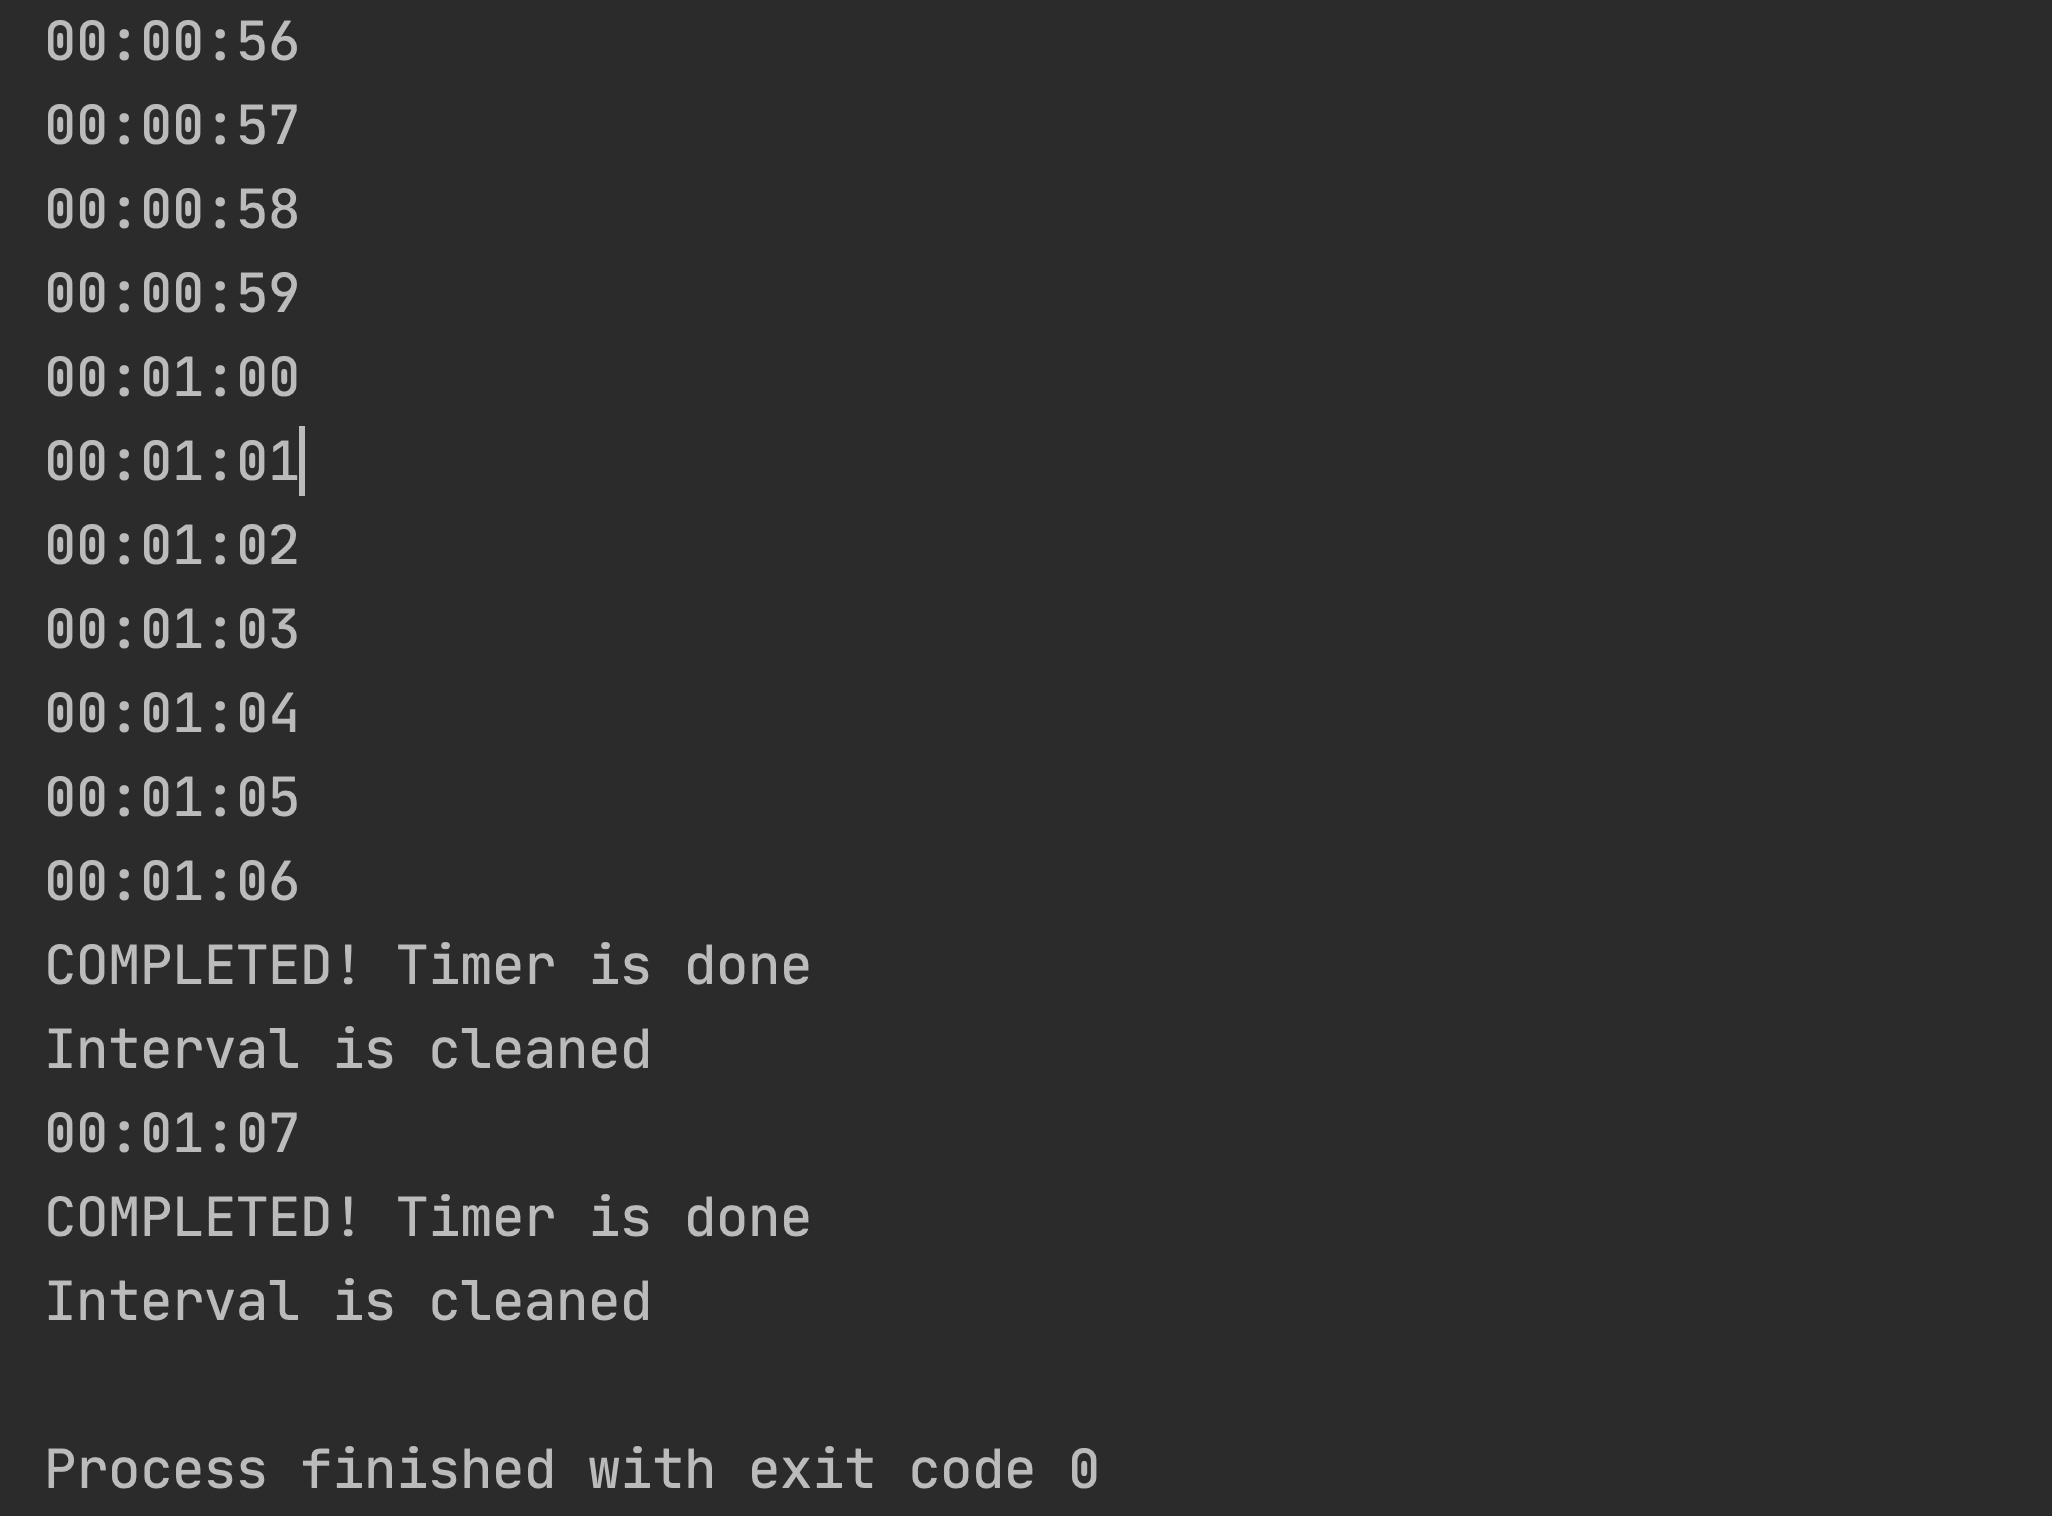 00:00:56
00:00:57
00:00:58
00:00:59
00:01:00
00:01:01
00:01:02
00:01:03
00:01:04
00:01:05
00:01:06
COMPLETED! Timer is done
Interval is cleaned
00:01:07
COMPLETED! Timer is done
Interval is cleaned
Process finished with exit code 0